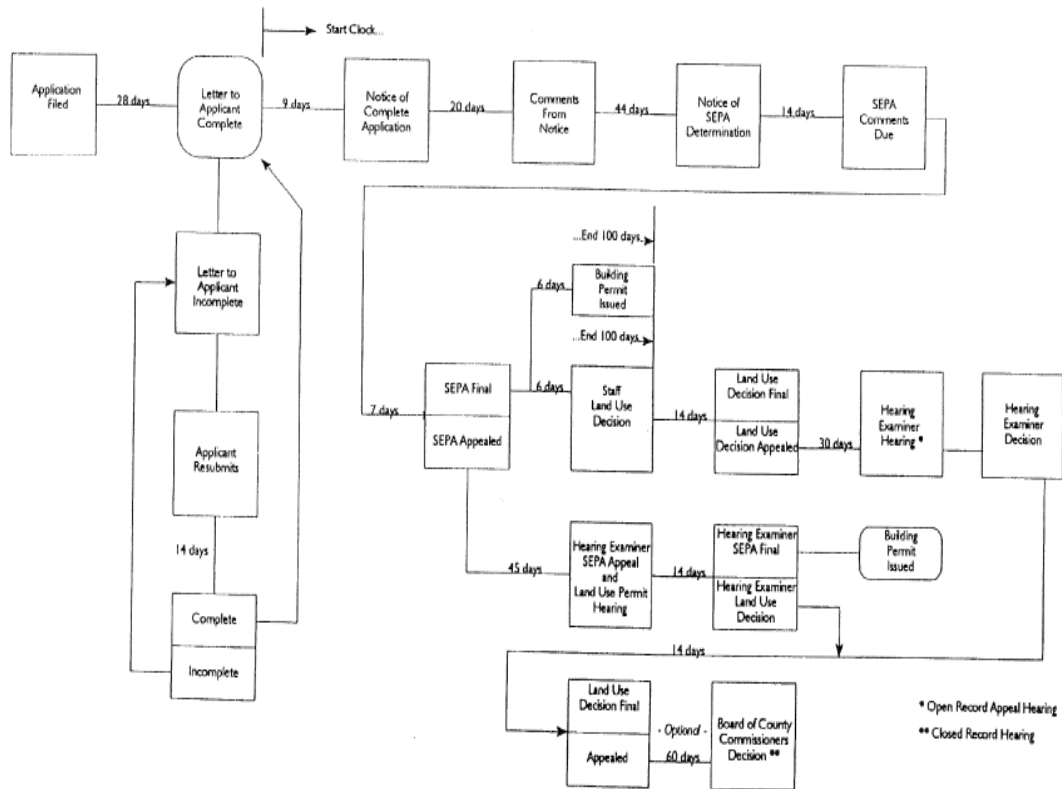 Start Clock...
Application
Filed
28 days
Letter to
Applicant
Complete
9 days
Notice of
Complete
Application
20 days
Comments
From
Notice
44 days
Notice of
SEPA
Determination
14 days
SEPA
Comments
Due
Letter to
Applicant
Incomplete
Applicant
Resubmits
14 days
Complete
Incomplete
...End 100 days
6 days
Building
Permit
Issued
...End 100 days
7 days
SEPA Final
SEPA Appealed
6 days
Staff
Land Use
Decision
14 days
Land Use
Decision Final
Land Use
Decision Appealed
30 days
Hearing
Examiner
Hearing *
Hearing
Examiner
Decision
45 days
Hearing Examiner
SEPA Appeal
and
Land Use Permit
Hearing
14 days
Hearing Examiner
SEPA Final
Hearing Examiner
Land Use
Decision
Building
Permit
Issued
14 days
Land Use
Decision Final
Appealed
- Optional -
60 days
Board of County
Commissioners
Decision **
* Open Record Appeal Hearing
** Closed Record Hearing